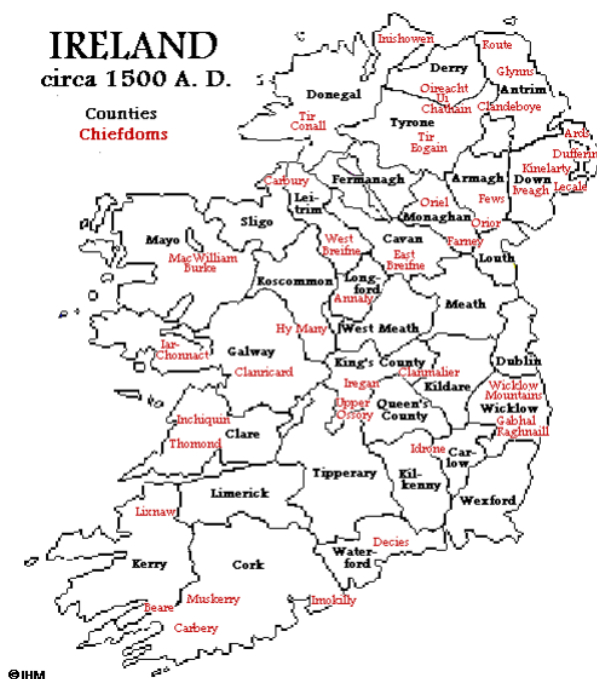 IRELAND
circa 1500 A. D.
Counties
Chiefdoms
Inishowen
Route
Derry
Glynns
Donegal
Oireacht
Ui
Chathain
Antrim
Clandeboye
Tir
Conall
Tyrone
Tir
Eogain
Ards
Dufferin
Kinelarty
Down
Iveagh
Lecale
Armagh
Fews
Fermanagh
Carbury
Lei-
trim
Oriel
Monaghan
Orior
Sligo
Mayo
MacWilliam
Burke
West
Breifne
Cavan
East
Breifne
Farney
Louth
Koscommon
Long-
ford
Annaly
Meath
Hy Many
West Meath
Iar-
Chonnact
Galway
Clanricard
King's County
Clanmalier
Dublin
Iregan
Kildare
Wicklow
Mountains
Wicklow
Gabhal
Raghnaill
Upper
Ossory
Queen's
County
Inchiquin
Thomond
Clare
Idrone
Car-
low
Tipperary
Kil-
kenny
Wexford
Limerick
Lixnaw
Kerry
Cork
Decies
Water-
ford
Beare
Muskerry
Imokilly
Carbery
©IHM